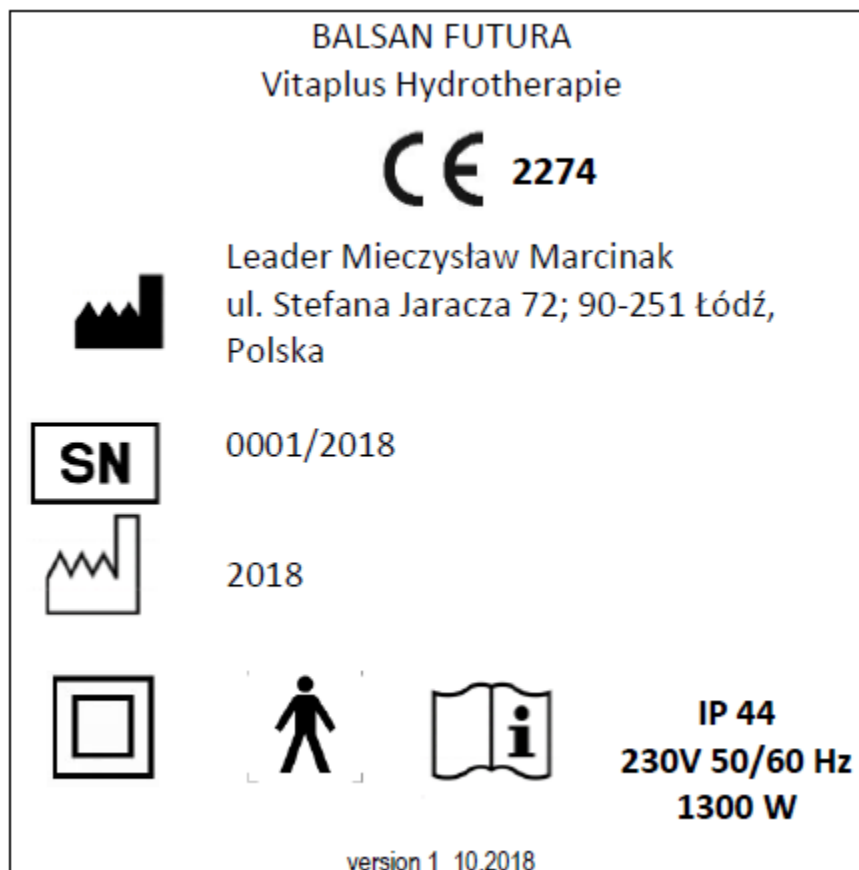 BALSAN FUTURA
Vitaplus Hydrotherapie
CE 2274
Leader Mieczysław Marcinak
ul. Stefana Jaracza 72; 90-251 Łódź,
Polska
SN 0001/2018
2018
i
IP 44
230V 50/60 Hz
1300 W
version 1 10.2018